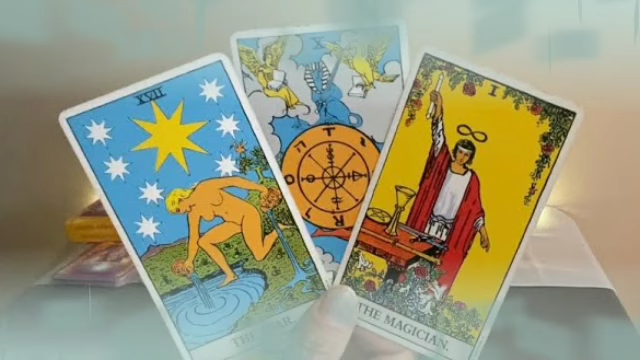 XVII
THE STAR.
X
I
THE MAGICIAN.